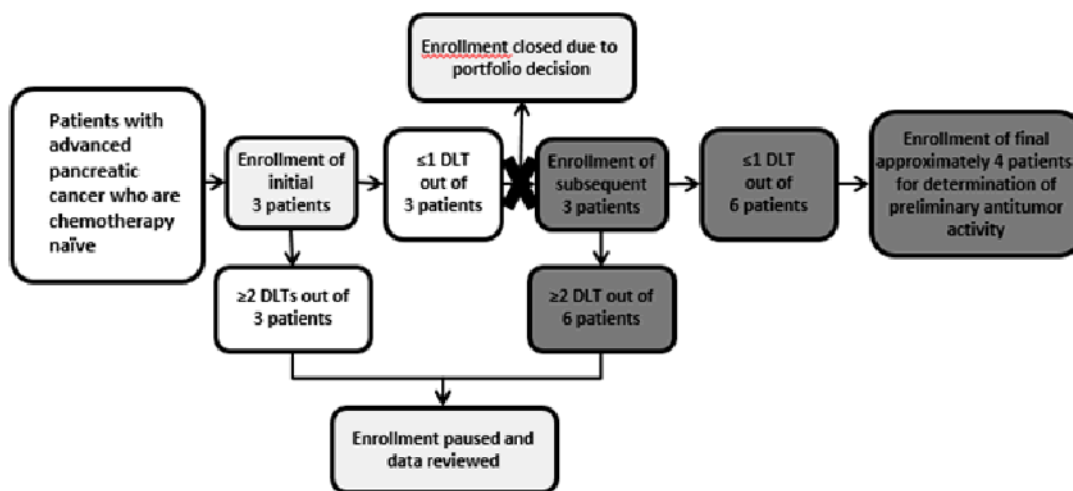 Enrollment closed due to
portfolio decision
Patients with
advanced
pancreatic
cancer who are
chemotherapy
naïve
Enrollment of
initial
3 patients
≤1 DLT
out of
3 patients
Enrollment of
subsequent
3 patients
≤1 DLT
out of
6 patients
Enrollment of final
approximately 4 patients
for determination of
preliminary antitumor
activity
≥2 DLTs out of
3 patients
≥2 DLT out of
6 patients
Enrollment paused and
data reviewed